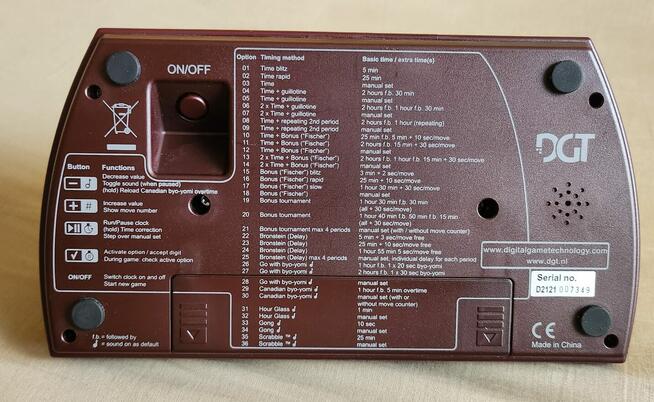 ON/OFF
Button Functions
Decrease value
Toggle sound (when paused)
(hold) Reload Canadian byo-yomi overtime
Increase value
Show move number
Run/Pause clock
(hold) Time correction
Step over manual set
Activate option / accept digit
During game check active option
ON/OFF Switch clock on and off
Start new game
f.b. = followed by
♪ = sound on as default
Option Timing method Basic time / extra time(s)
01 Time blitz 5 min
02 Time rapid 25 min
03 Time manual set
04 Time + guillotine 2 hours f.b. 30 min
05 Time + guillotine manual set
06 2 x Time + guillotine 2 hours f.b. 1 hour f.b. 30 min
07 2 x Time + guillotine manual set
08 Time + repeating 2nd period 2 hours f.b. 1 hour (repeating)
09 Time + repeating 2nd period manual set
10 Time + Bonus ("Fischer") 25 min f.b. 5 min + 10 sec/move
11 Time + Bonus ("Fischer") 2 hours f.b. 15 min + 30 sec/move
12 Time + Bonus ("Fischer") manual set
13 2 x Time + Bonus ("Fischer") 2 hours f.b. 1 hour f.b. 15 min + 30 sec/move
14 2 x Time + Bonus ("Fischer") manual set
15 Bonus ("Fischer") blitz 3 min + 2 sec/move
16 Bonus ("Fischer") rapid 25 min + 10 sec/move
17 Bonus ("Fischer") slow 1 hour 30 min + 30 sec/move
18 Bonus ("Fischer") manual set
19 Bonus tournament 1 hour 30 min f.b. 30 min
(all + 30 sec/move)
20 Bonus tournament 1 hour 40 min f.b. 50 min f.b. 15 min
(all + 30 sec/move)
21 Bonus tournament max 4 periods manual set (with / without move counter)
22 Bronstein (Delay) 5 min + 3 sec/move free
23 Bronstein (Delay) 25 min + 10 sec/move free
24 Bronstein (Delay) 1 hour 55 min 5 sec/move free
25 Bronstein (Delay) max 4 periods manual set, individual delay for each period
26 Go with byo-yomi ♪ 1 hour f.b. 1 x 20 sec byo-yomi
27 Go with byo-yomi ♪ 2 hours f.b. 1 x 30 sec byo-yomi
28 Go with byo-yomi ♪ manual set
29 Canadian byo-yomi ♪ 1 hour f.b. 5 min overtime
30 Canadian byo-yomi ♪ manual set (with or
without move counter)
31 Hour Glass ♪ 1 min
32 Hour Glass ♪ manual set
33 Gong ♪ 10 sec
34 Gong ♪ manual set
35 Scrabble ™ ♪ 25 min
36 Scrabble ™ ♪ manual set
DGT
www.digitalgametechnology.com
www.dgt.nl
Serial no.
D2121 007349
CE
Made in China